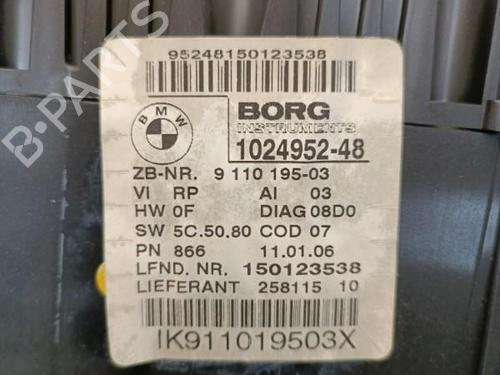 95248150123538
BMW
BORG
INSTRUMENTS
1024952-48
ZB-NR. 9 110 195-03
VI RP AI 03
HW 0F DIAG 08D0
SW 5C.50.80 COD 07
PN 866 11.01.06
LFND. NR. 150123538
LIEFERANT 258115 10
IK911019503X
B-PARTS